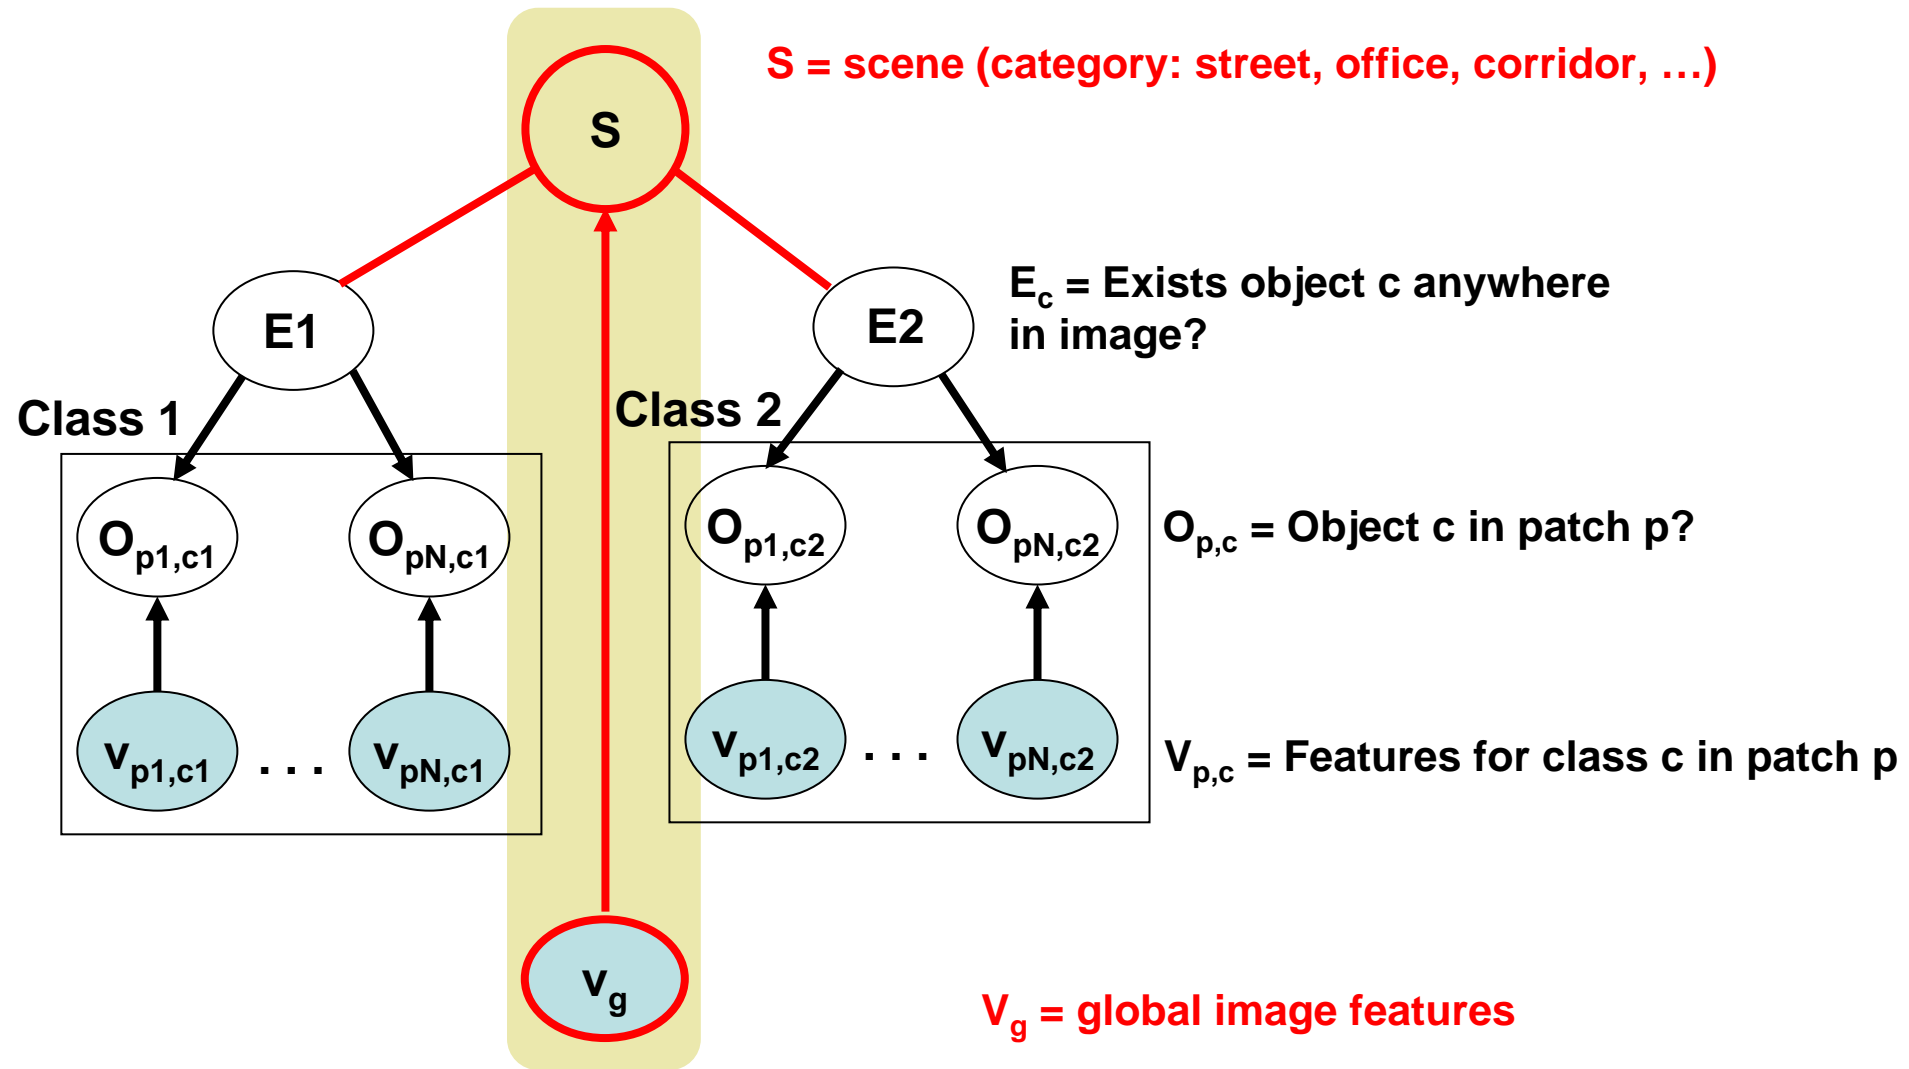 S = scene (category: street, office, corridor, …)
S
E1
E2
E_c = Exists object c anywhere
in image?
Class 1
Class 2
O_p1,c1
O_pN,c1
O_p1,c2
O_pN,c2
O_p,c = Object c in patch p?
v_p1,c1
. . .
v_pN,c1
v_p1,c2
. . .
v_pN,c2
V_p,c = Features for class c in patch p
v_g
V_g = global image features